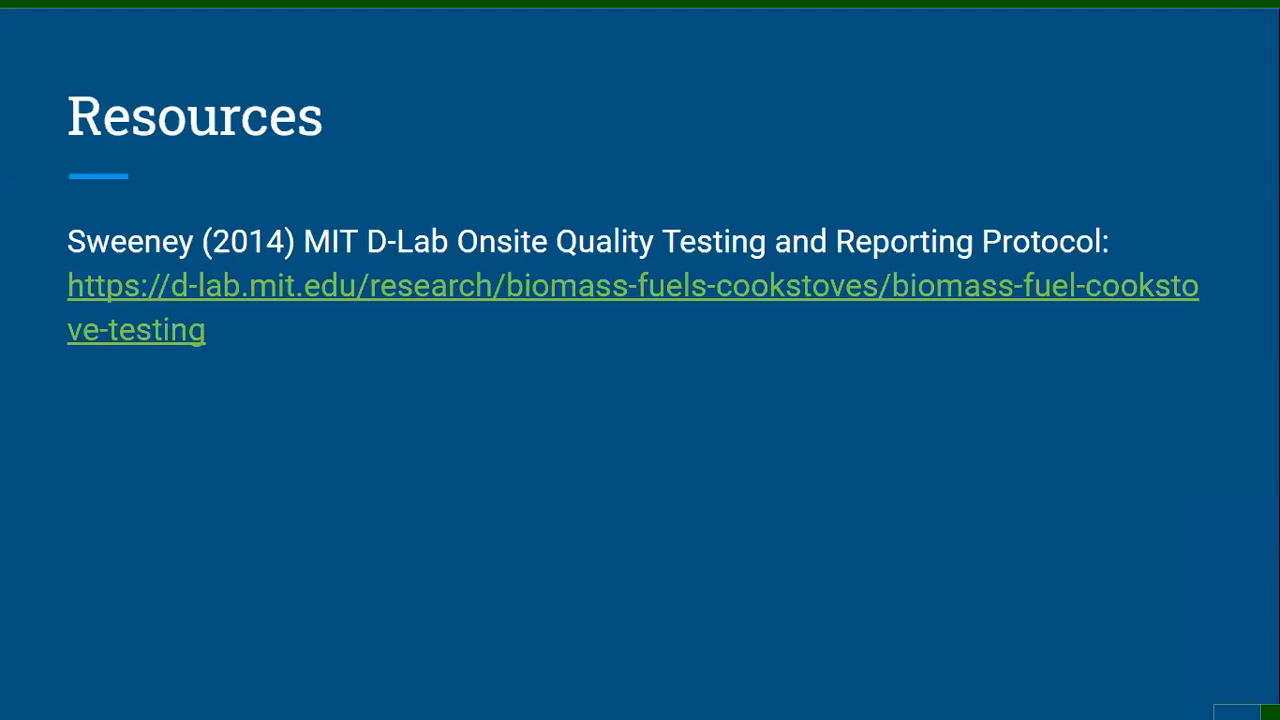 Resources
Sweeney (2014) MIT D-Lab Onsite Quality Testing and Reporting Protocol:
https://d-lab.mit.edu/research/biomass-fuels-cookstoves/biomass-fuel-cooksto
ve-testing